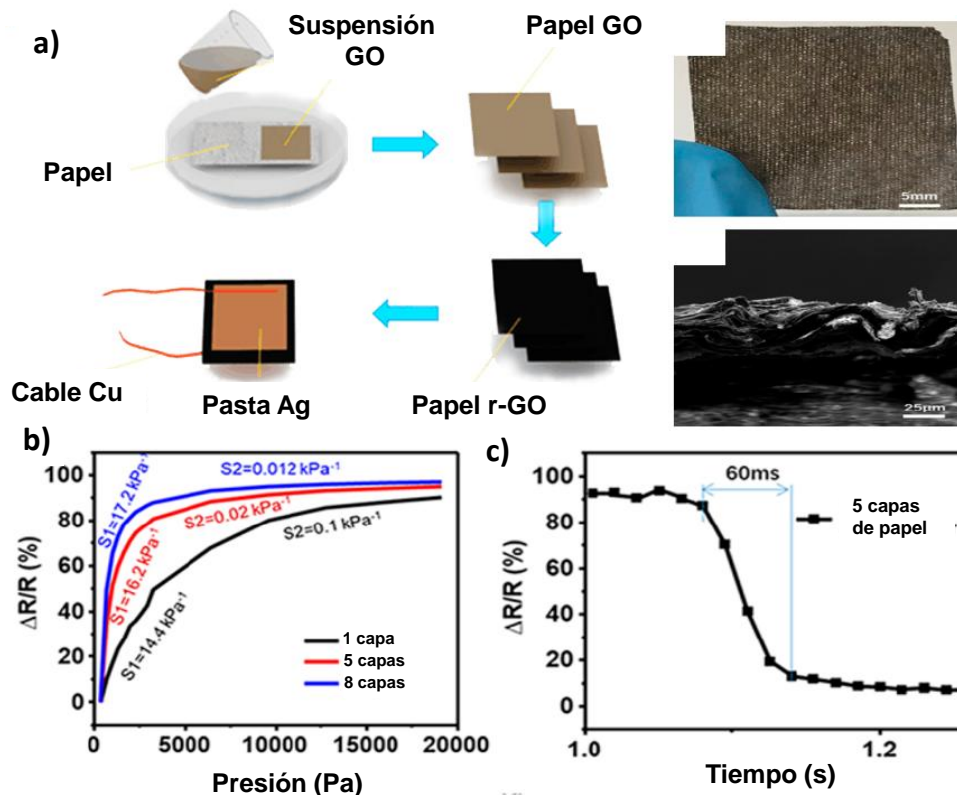 a)
Suspensión
GO
Papel GO
Papel
5mm
Cable Cu
Pasta Ag
Papel r-GO
25µm
b)
ΔR/R (%)
100
80
60
40
20
0
S1=17.2 kPa⁻¹
S1=16.2 kPa⁻¹
S1=14.4 kPa⁻¹
S2=0.012 kPa⁻¹
S2=0.02 kPa⁻¹
S2=0.1 kPa⁻¹
1 capa
5 capas
8 capas
0 5000 10000 15000 20000
Presión (Pa)
c)
ΔR/R (%)
100
80
60
40
20
0
60ms
5 capas
de papel
1.0 1.2
Tiempo (s)